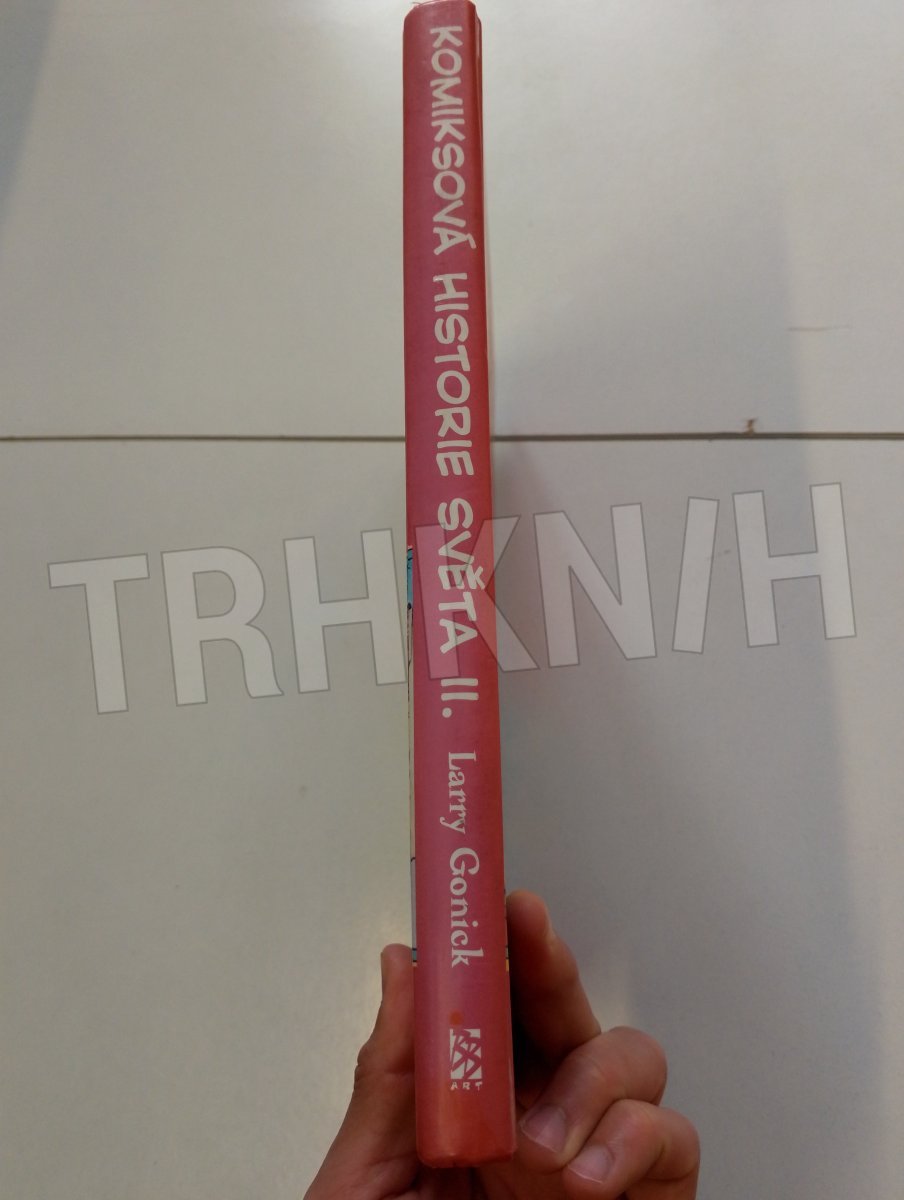 KOMIKSOVÁ HISTORIE SVĚTA II. Larry Gonick
ART
TRHKNIH